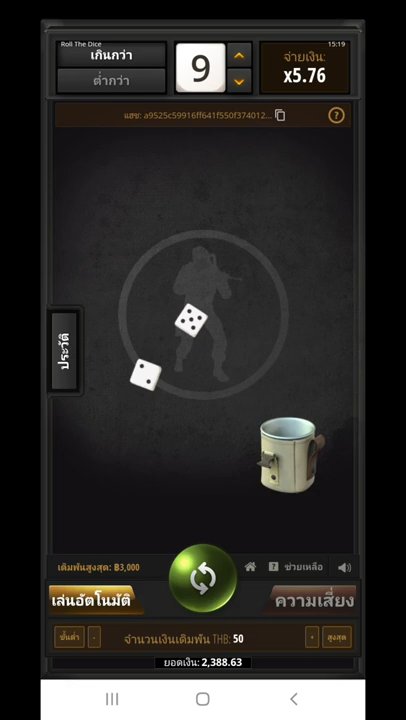 Roll The Dice
15:19
เกินกว่า
ต่ำกว่า
9
จ่ายเงิน:
x5.76
แฮช: a9525c59916ff641f550f374012...
?
ประวัติ
เดิมพันสูงสุด: ฿3,000
? ช่วยเหลือ
เล่นอัตโนมัติ
ความเสี่ยง
ขั้นต่ำ - จำนวนเงินเดิมพัน THB: 50 + สูงสุด
ยอดเงิน: 2,388.63